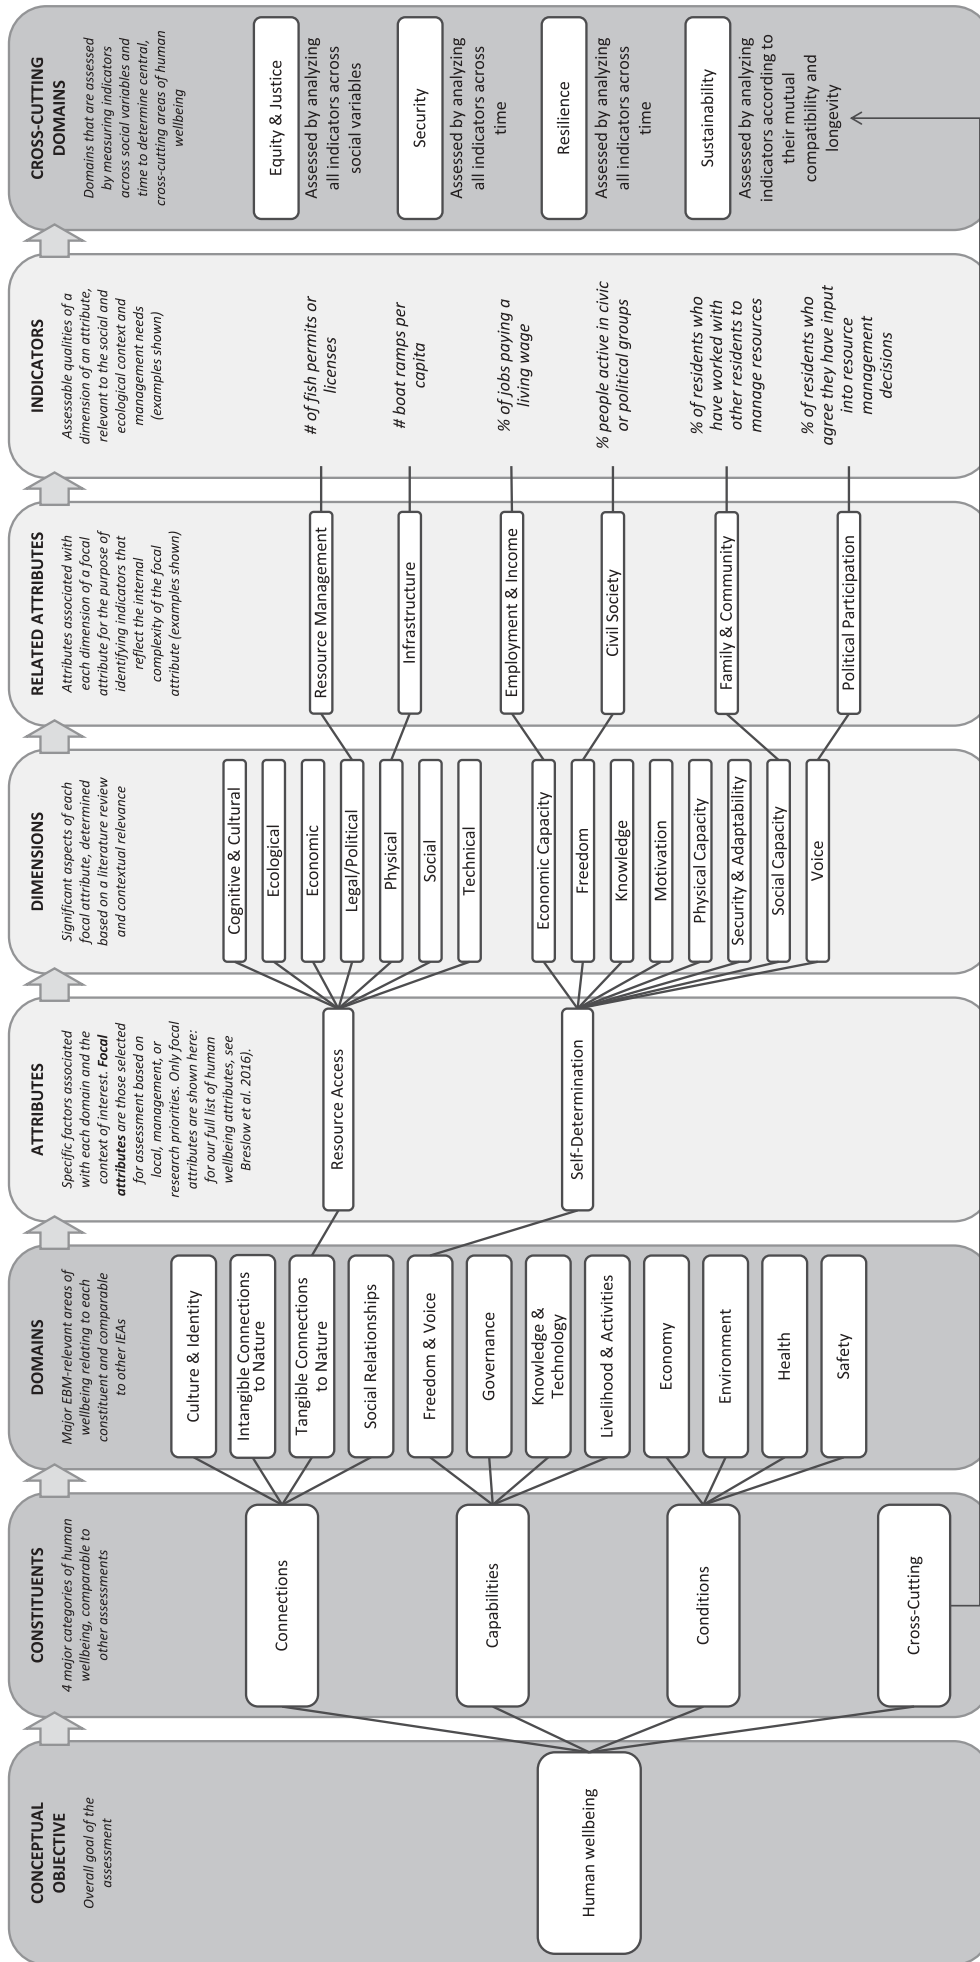 CONCEPTUAL
OBJECTIVE
Overall goal of the
assessment
Human wellbeing
CONSTITUENTS
4 major categories of human
wellbeing, comparable to
other assessments
Connections
Capabilities
Conditions
Cross-Cutting
DOMAINS
Major EBM-relevant areas of
wellbeing relating to each
constituent and comparable
to other IEAs
Culture & Identity
Intangible Connections
to Nature
Tangible Connections
to Nature
Social Relationships
Freedom & Voice
Governance
Knowledge &
Technology
Livelihood & Activities
Economy
Environment
Health
Safety
ATTRIBUTES
Specific factors associated
with each domain and the
context of interest. Focal
attributes are those selected
for assessment based on
local, management, or
research priorities. Only focal
attributes are shown here:
for our full list of human
wellbeing attributes, see
Breslow et al. 2016).
Resource Access
Self-Determination
DIMENSIONS
Significant aspects of each
focal attribute, determined
based on a literature review
and contextual relevance
Cognitive & Cultural
Ecological
Economic
Legal/Political
Physical
Social
Technical
Economic Capacity
Freedom
Knowledge
Motivation
Physical Capacity
Security & Adaptability
Social Capacity
Voice
RELATED ATTRIBUTES
Attributes associated with
each dimension of a focal
attribute for the purpose of
identifying indicators that
reflect the internal
complexity of the focal
attribute (examples shown)
Resource Management
Infrastructure
Employment & Income
Civil Society
Family & Community
Political Participation
INDICATORS
Assessable qualities of a
dimension of an attribute,
relevant to the social and
ecological context and
management needs
(examples shown)
# of fish permits or
licenses
# boat ramps per
capita
% of jobs paying a
living wage
% people active in civic
or political groups
% of residents who
have worked with
other residents to
manage resources
% of residents who
agree they have input
into resource
management
decisions
CROSS-CUTTING
DOMAINS
Domains that are assessed
by measuring indicators
across social variables and
time to determine central,
cross-cutting areas of human
wellbeing
Equity & Justice
Assessed by analyzing
all indicators across
social variables
Security
Assessed by analyzing
all indicators across
time
Resilience
Assessed by analyzing
all indicators across
time
Sustainability
Assessed by analyzing
indicators according to
their mutual
compatibility and
longevity